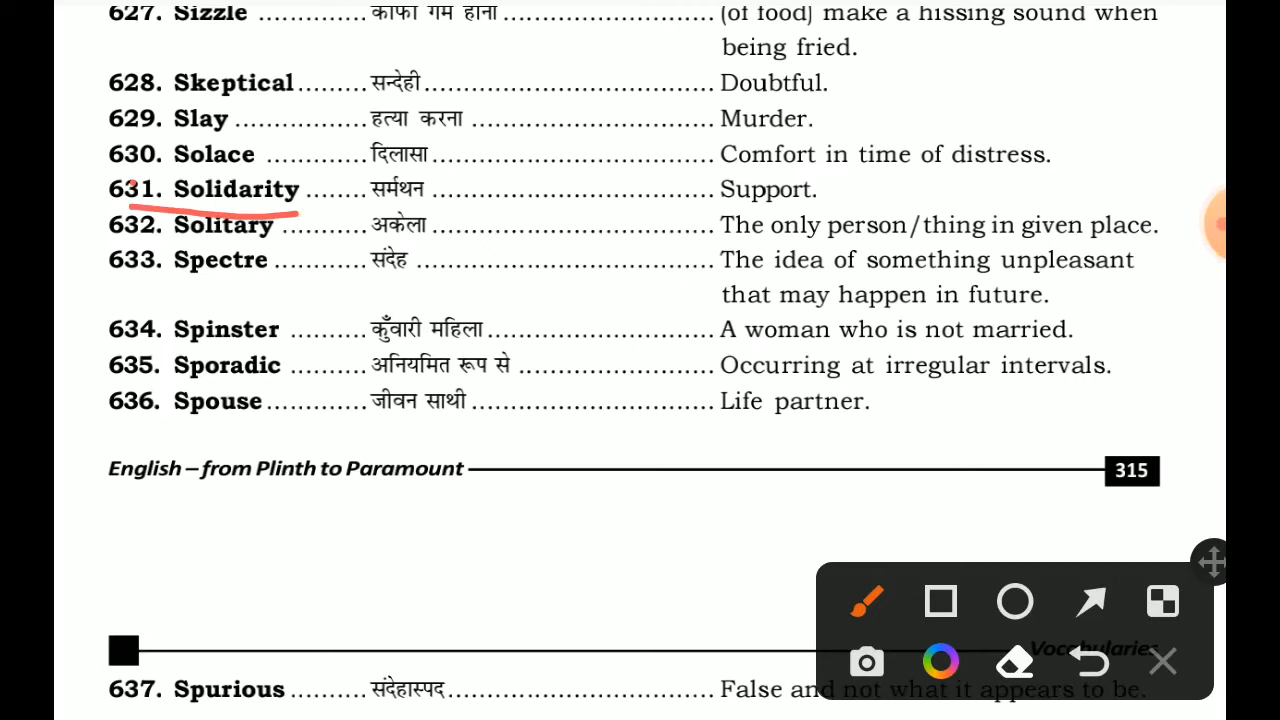 627. Sizzle ............... काफी गर्म होना ............................ (of food) make a hissing sound when
being fried.
628. Skeptical ......... सन्देही ..................................... Doubtful.
629. Slay ................. हत्या करना ............................... Murder.
630. Solace ............. दिलासा .................................... Comfort in time of distress.
631. Solidarity ........ सर्मथन .................................... Support.
632. Solitary ........... अकेला .................................... The only person/thing in given place.
633. Spectre ............ संदेह ...................................... The idea of something unpleasant
that may happen in future.
634. Spinster .......... कुँवारी महिला ............................. A woman who is not married.
635. Sporadic .......... अनियमित रूप से ......................... Occurring at irregular intervals.
636. Spouse ............. जीवन साथी ............................... Life partner.
English – from Plinth to Paramount 315
Vocabularies
637. Spurious .......... संदेहास्पद .................................. False and not what it appears to be.